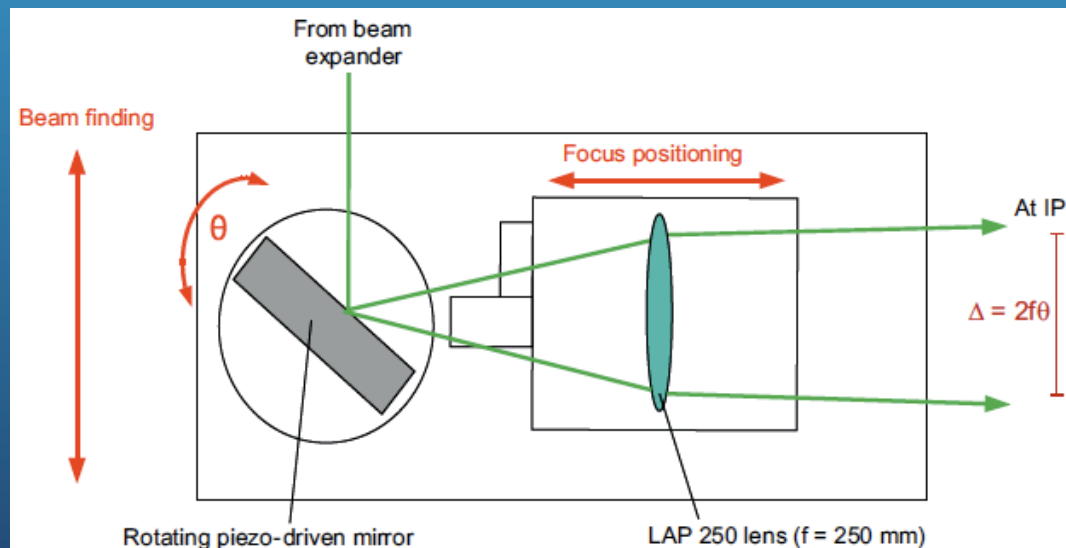 From beam
expander
Beam finding
Focus positioning
θ
At IP
Δ = 2fθ
Rotating piezo-driven mirror
LAP 250 lens (f = 250 mm)